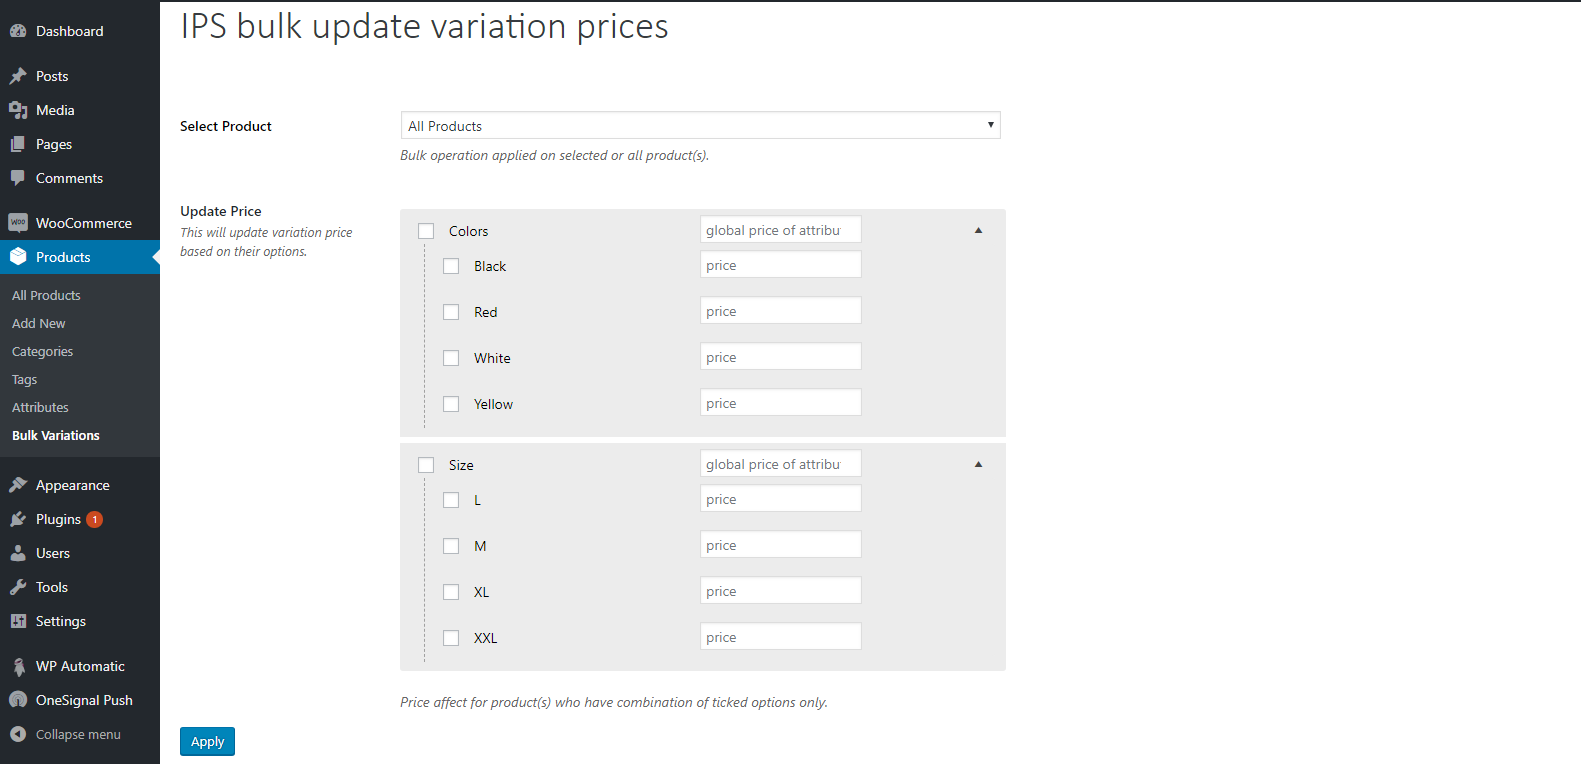 Dashboard
Posts
Media
Pages
Comments
woo WooCommerce
Products
All Products
Add New
Categories
Tags
Attributes
Bulk Variations
Appearance
Plugins 1
Users
Tools
Settings
WP Automatic
OneSignal Push
Collapse menu
IPS bulk update variation prices
Select Product
All Products
Bulk operation applied on selected or all product(s).
Update Price
This will update variation price
based on their options.
Colors global price of attribu
Black price
Red price
White price
Yellow price
Size global price of attribu
L price
M price
XL price
XXL price
Price affect for product(s) who have combination of ticked options only.
Apply